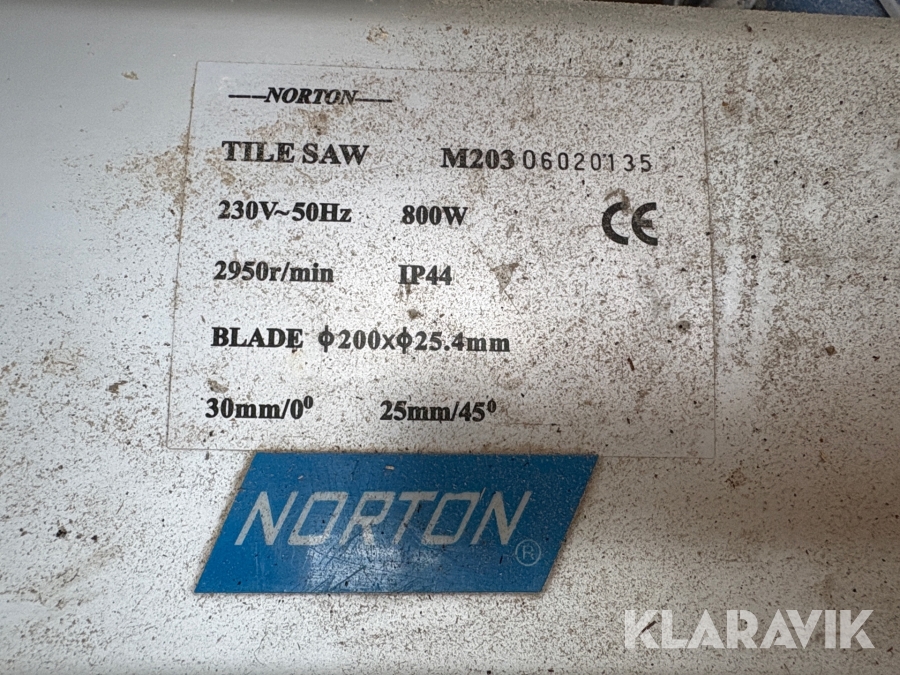 NORTON
TILE SAW M203 06020135
230V~50Hz 800W CE
2950r/min IP44
BLADE ϕ200xϕ25.4mm
30mm/0⁰ 25mm/45⁰
NORTON ®
KLARAVIK